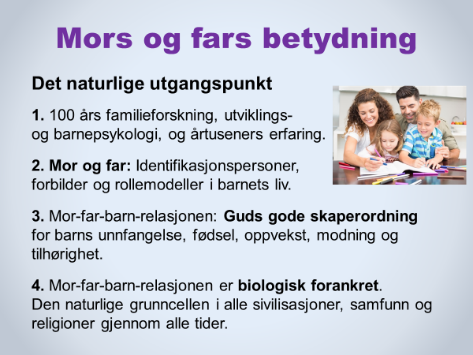 Mors og fars betydning
Det naturlige utgangspunkt
1. 100 års familieforskning, utviklings-
og barnepsykologi, og årtuseners erfaring.
2. Mor og far: Identifikasjonspersoner,
forbilder og rollemodeller i barnets liv.
3. Mor-far-barn-relasjonen: Guds gode skaperordning
for barns unnfangelse, fødsel, oppvekst, modning og
tilhørighet.
4. Mor-far-barn-relasjonen er biologisk forankret.
Den naturlige grunncellen i alle sivilisasjoner, samfunn og
religioner gjennom alle tider.